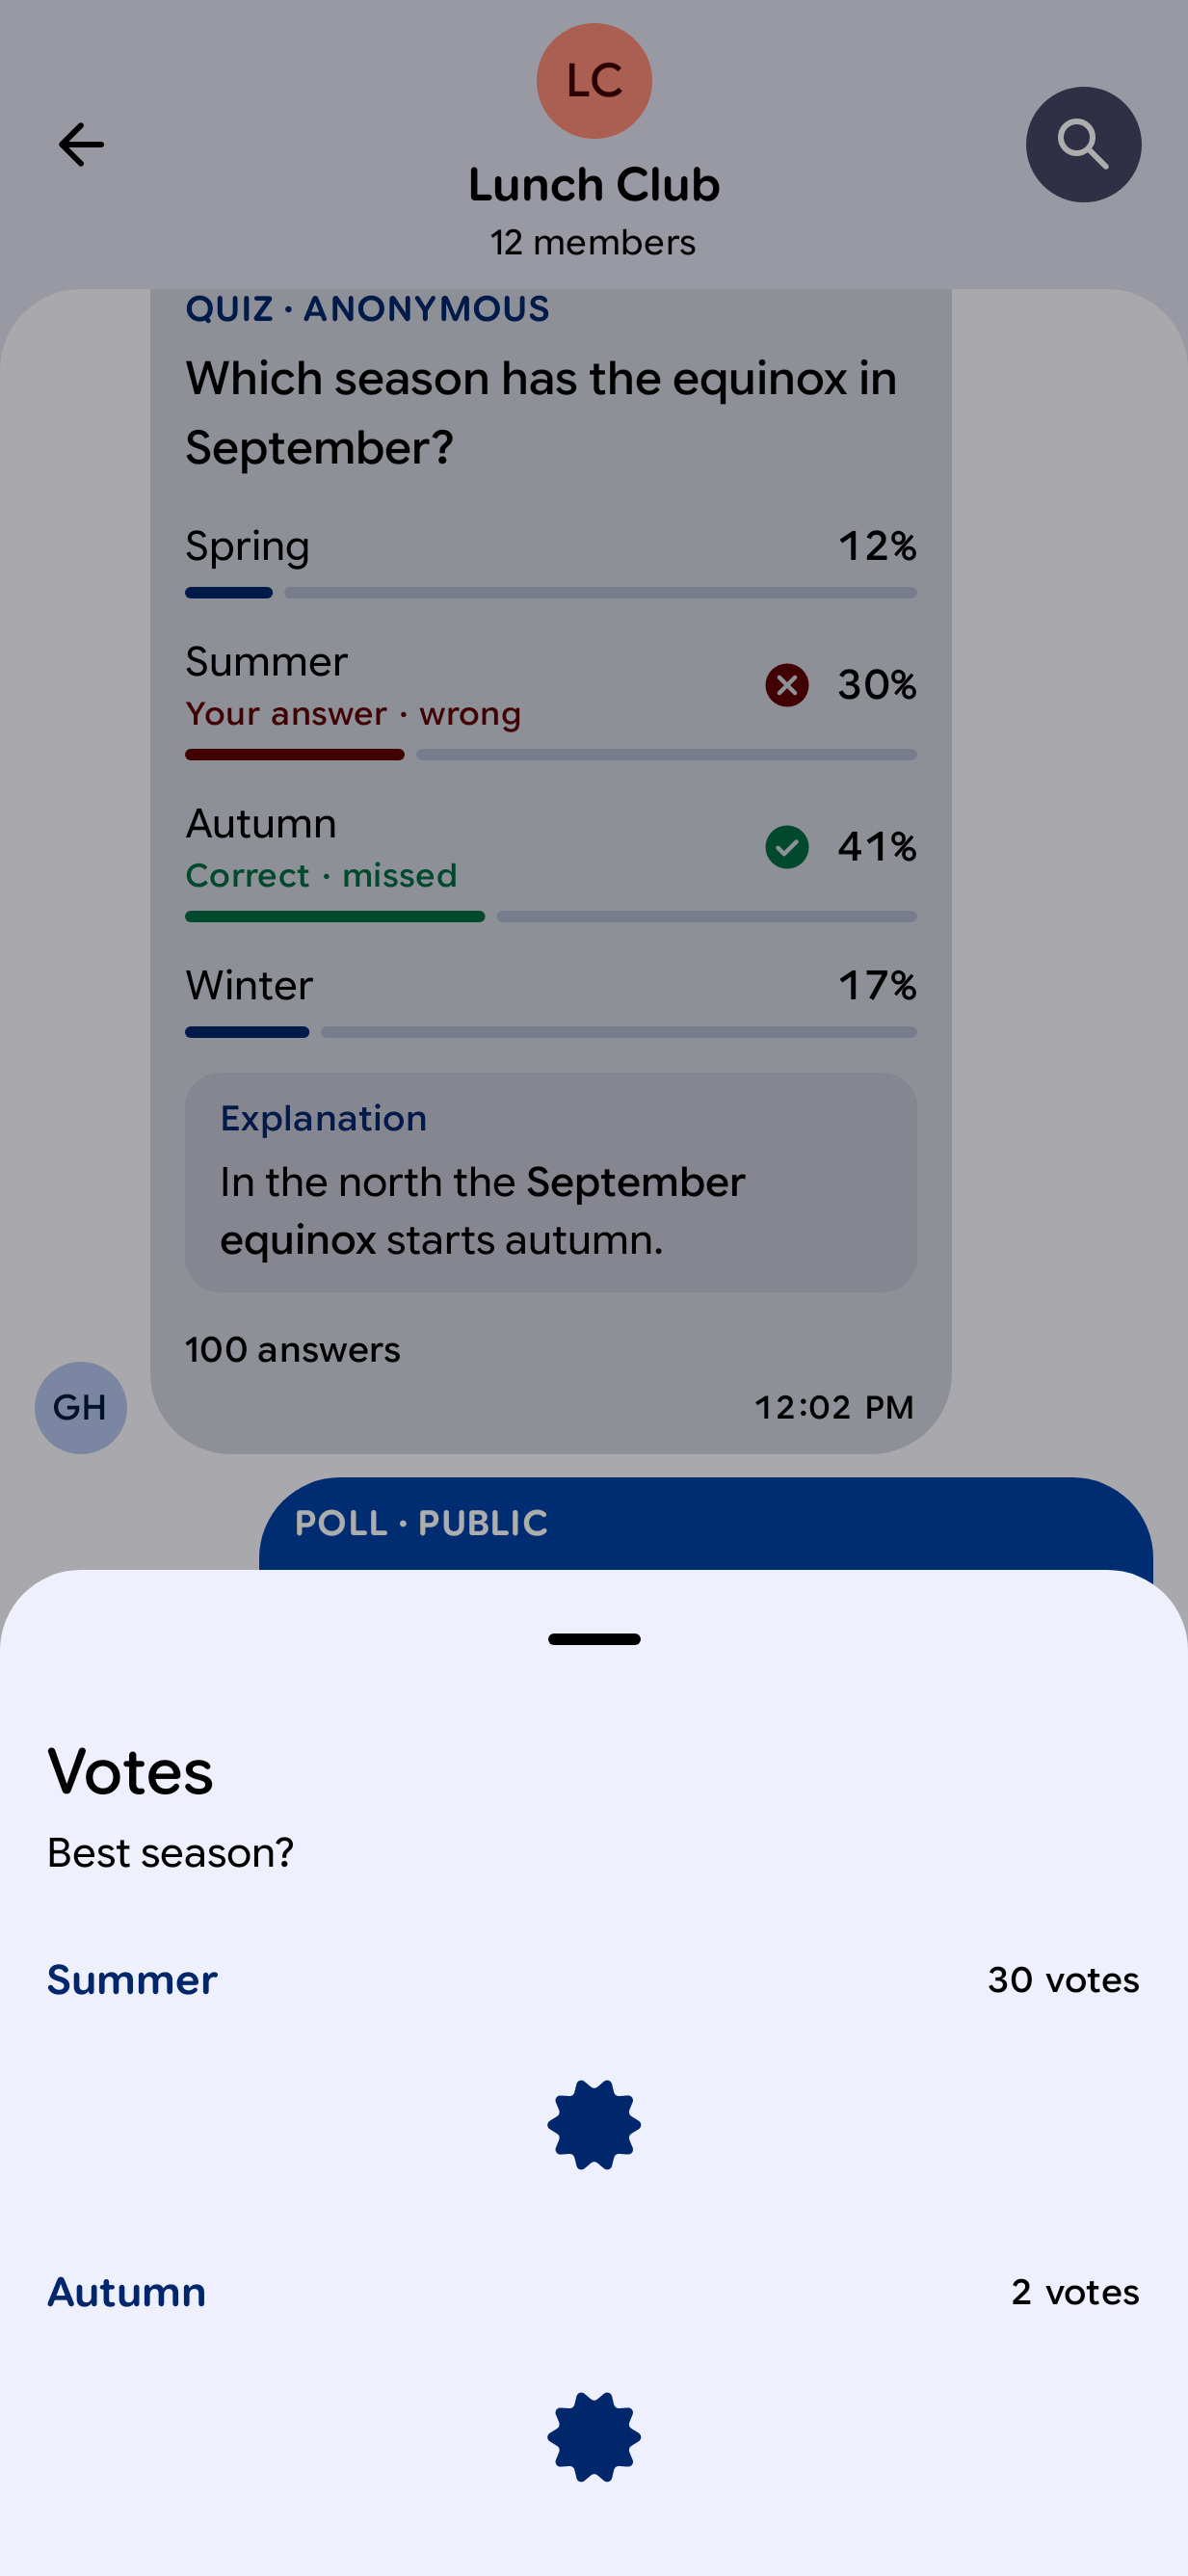 LC
Lunch Club
12 members
QUIZ · ANONYMOUS
Which season has the equinox in
September?
Spring 12%
Summer 30%
Your answer · wrong
Autumn 41%
Correct · missed
Winter 17%
Explanation
In the north the September
equinox starts autumn.
100 answers
GH
12:02 PM
POLL · PUBLIC
Votes
Best season?
Summer 30 votes
Autumn 2 votes